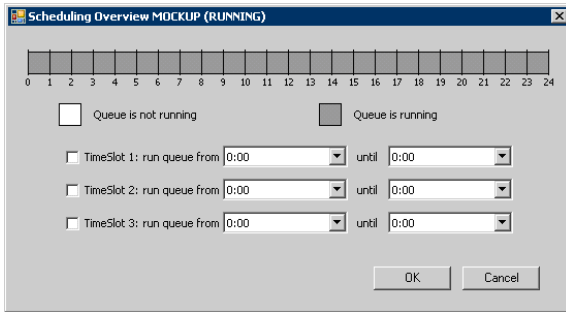 Scheduling Overview MOCKUP (RUNNING)
0 1 2 3 4 5 6 7 8 9 10 11 12 13 14 15 16 17 18 19 20 21 22 23 24
Queue is not running Queue is running
TimeSlot 1: run queue from 0:00 until 0:00
TimeSlot 2: run queue from 0:00 until 0:00
TimeSlot 3: run queue from 0:00 until 0:00
OK Cancel